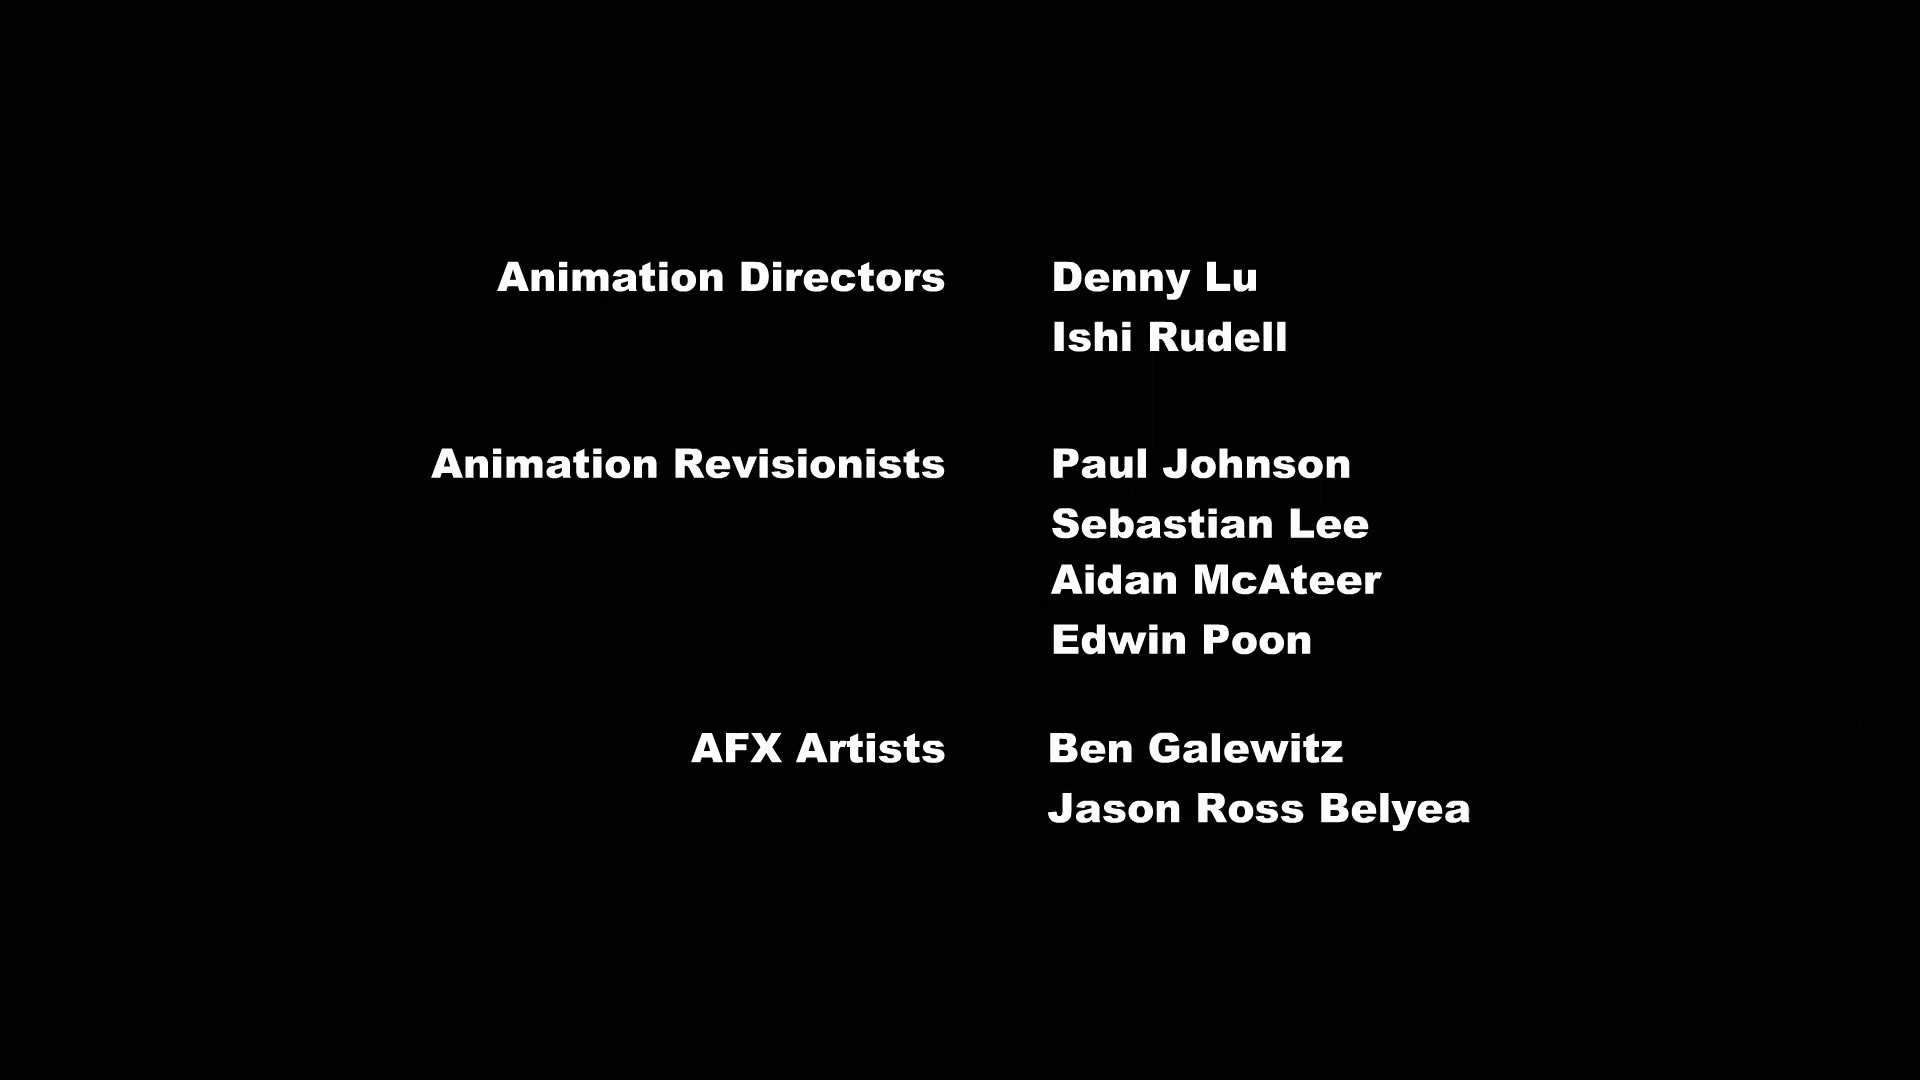 Animation Directors Denny Lu
Ishi Rudell
Animation Revisionists Paul Johnson
Sebastian Lee
Aidan McAteer
Edwin Poon
AFX Artists Ben Galewitz
Jason Ross Belyea